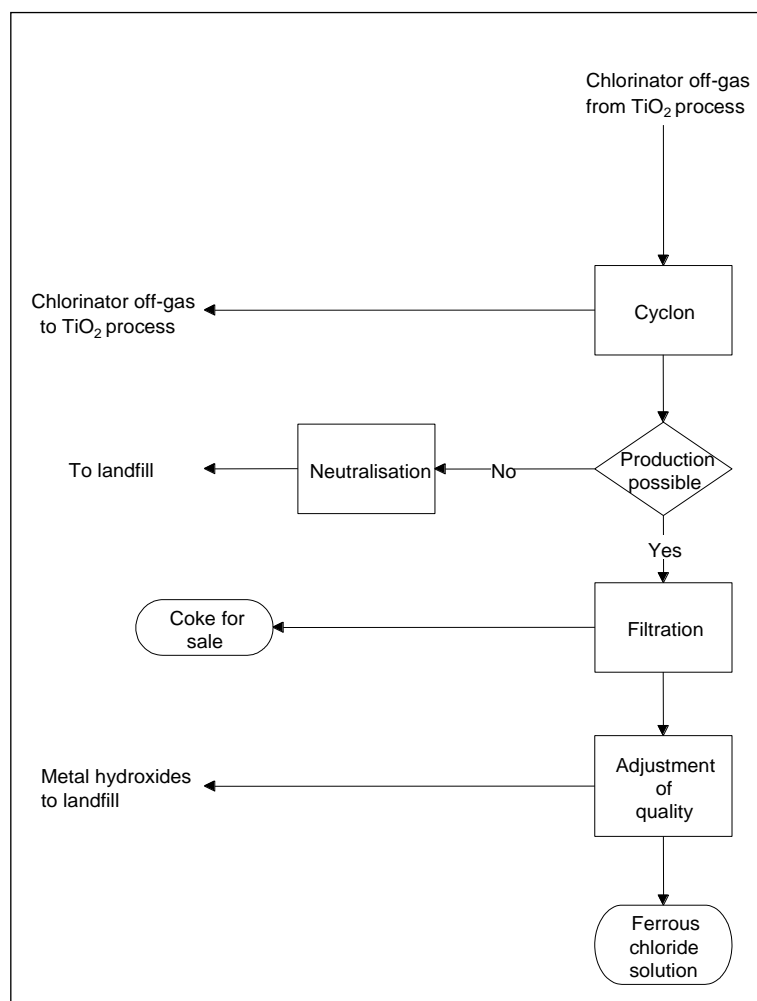 Chlorinator off-gas
from TiO₂ process
Chlorinator off-gas
to TiO₂ process
Cyclon
To landfill
Neutralisation
No
Production
possible
Yes
Coke for
sale
Filtration
Metal hydroxides
to landfill
Adjustment
of
quality
Ferrous
chloride
solution